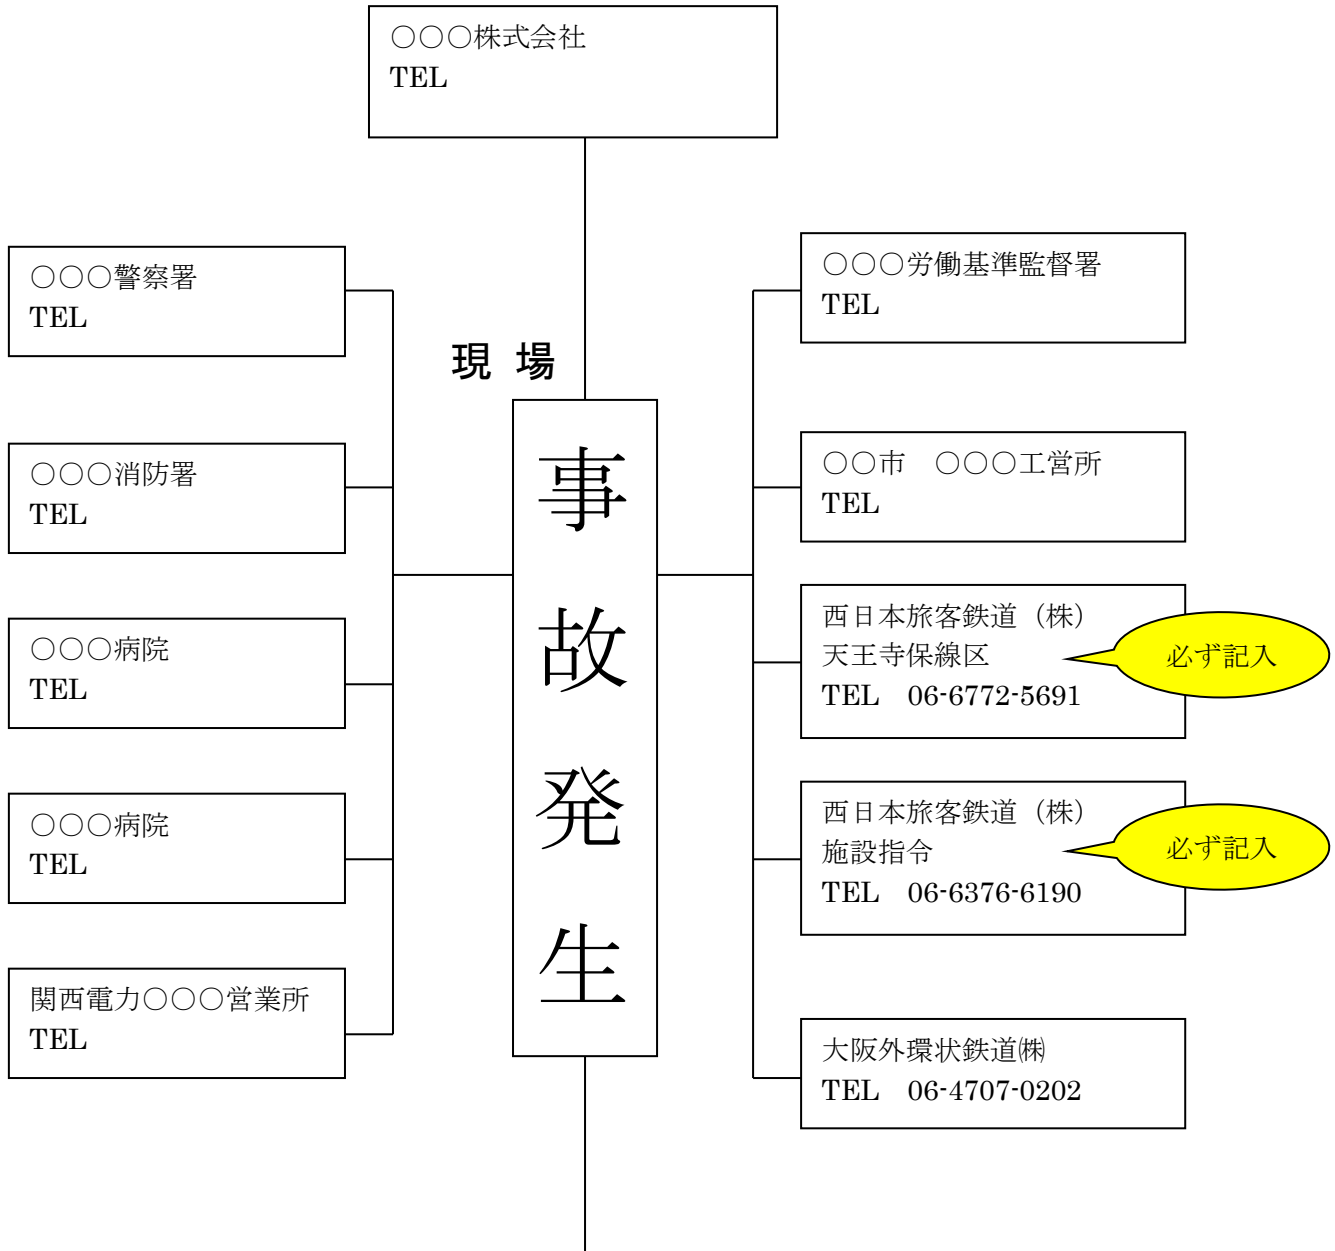 ○○○株式会社
TEL
○○○警察署
TEL
○○○消防署
TEL
○○○病院
TEL
○○○病院
TEL
関西電力○○○営業所
TEL
現 場
事故発生
○○○労働基準監督署
TEL
○○市　○○○工営所
TEL
西日本旅客鉄道（株）
天王寺保線区
TEL　06-6772-5691
必ず記入
西日本旅客鉄道（株）
施設指令
TEL　06-6376-6190
必ず記入
大阪外環状鉄道㈱
TEL　06-4707-0202